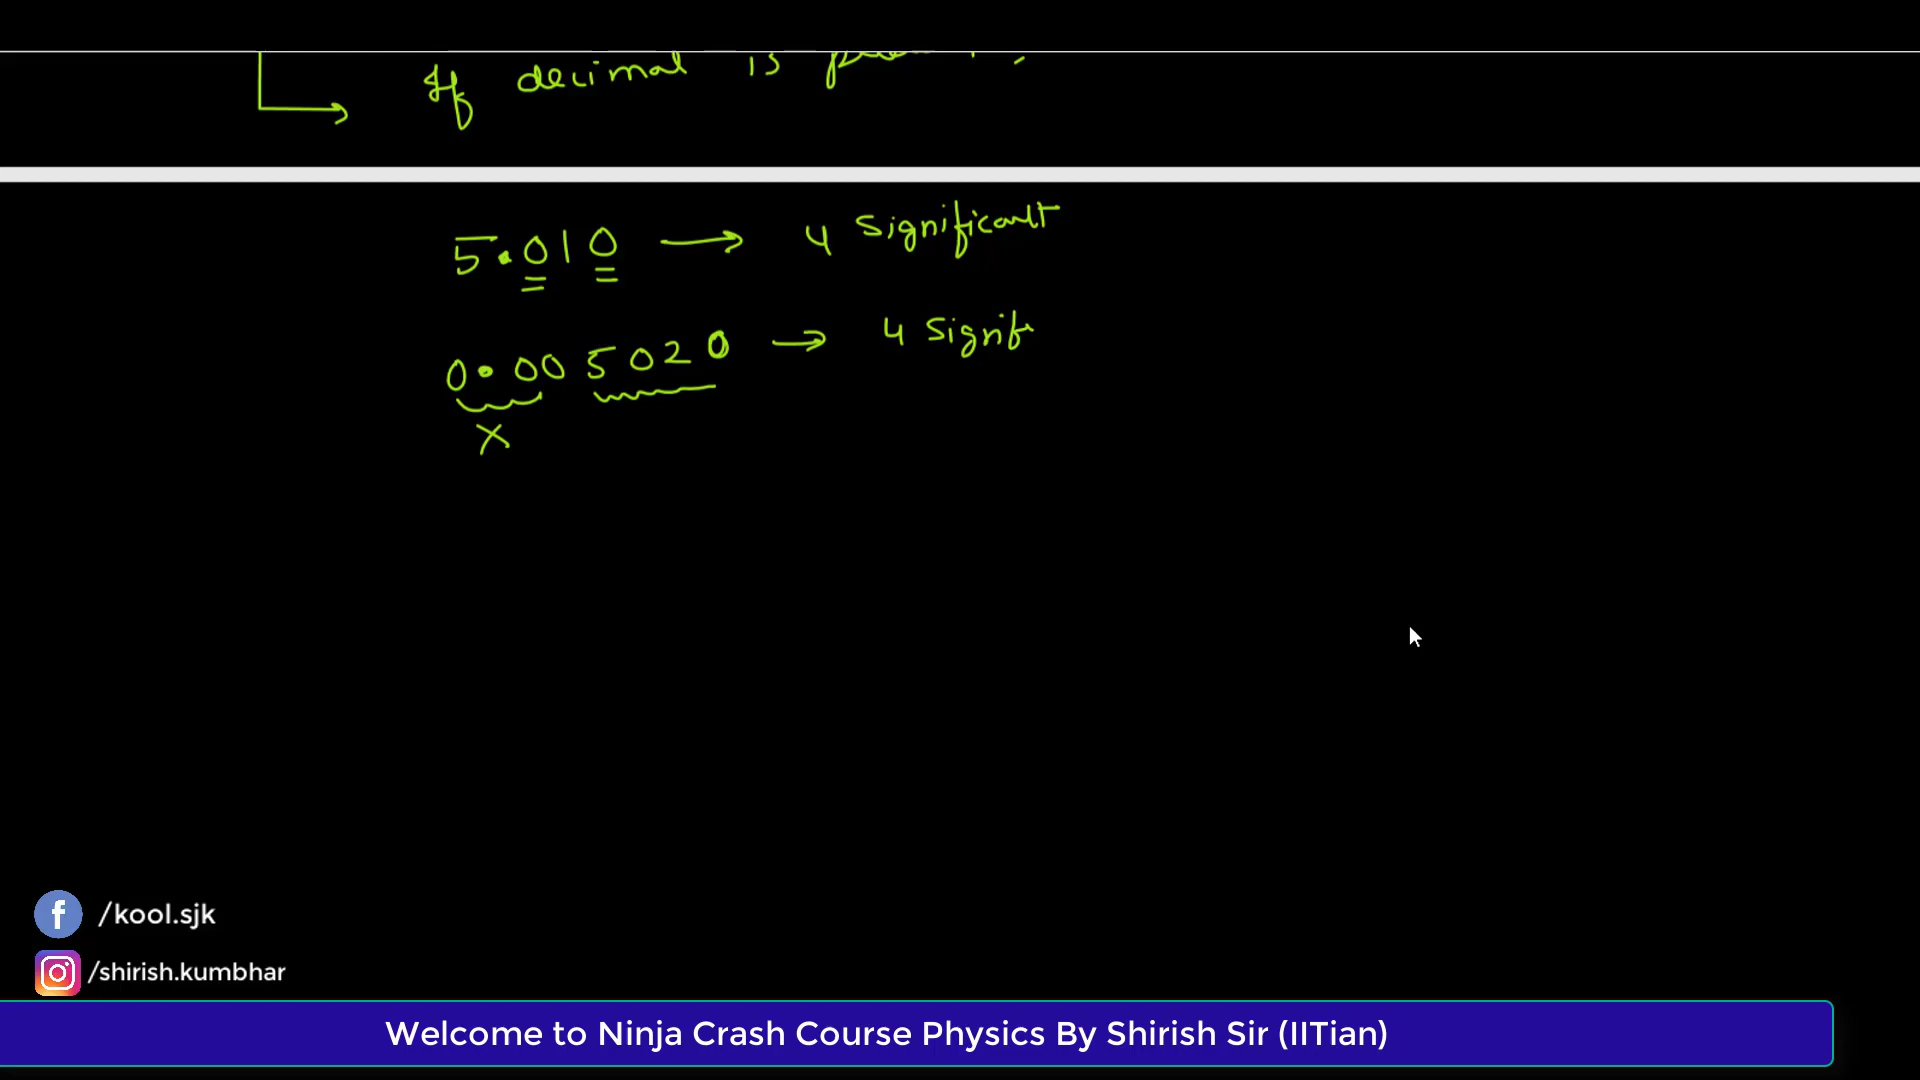 If decimal is
5.010 → 4 Significant
0.005020 → 4 Signifi
X
/kool.sjk
/shirish.kumbhar
Welcome to Ninja Crash Course Physics By Shirish Sir (IITian)